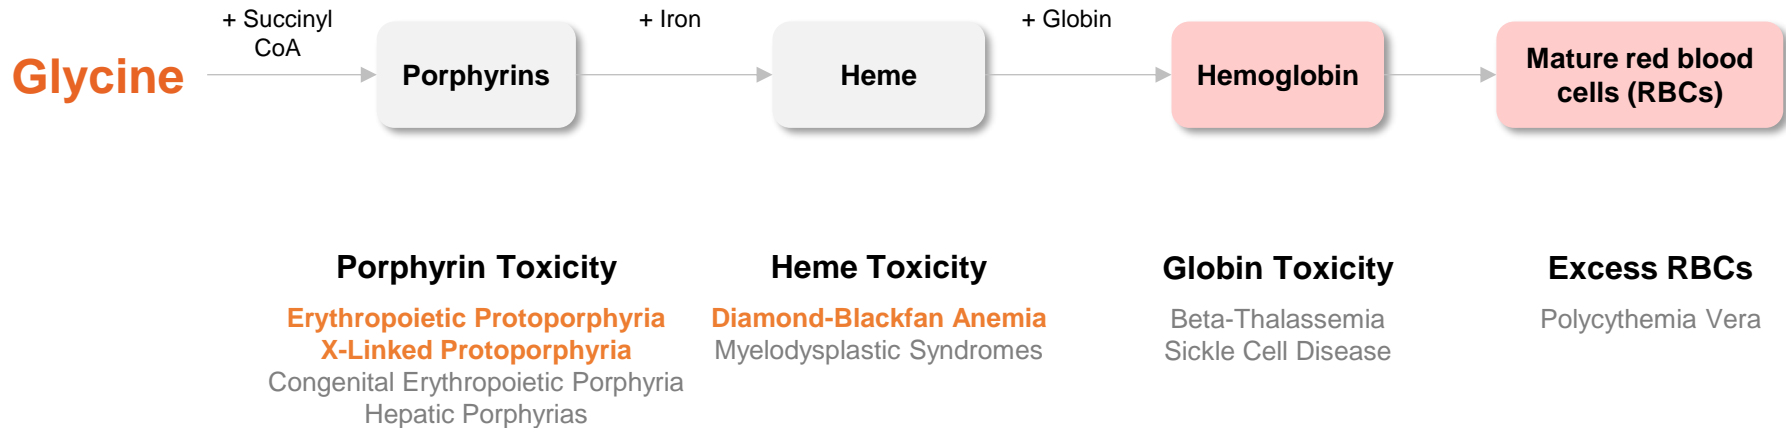 + Succinyl
CoA
+ Iron
+ Globin
Glycine
Porphyrins
Heme
Hemoglobin
Mature red blood
cells (RBCs)
Porphyrin Toxicity
Erythropoietic Protoporphyria
X-Linked Protoporphyria
Congenital Erythropoietic Porphyria
Hepatic Porphyrias
Heme Toxicity
Diamond-Blackfan Anemia
Myelodysplastic Syndromes
Globin Toxicity
Beta-Thalassemia
Sickle Cell Disease
Excess RBCs
Polycythemia Vera